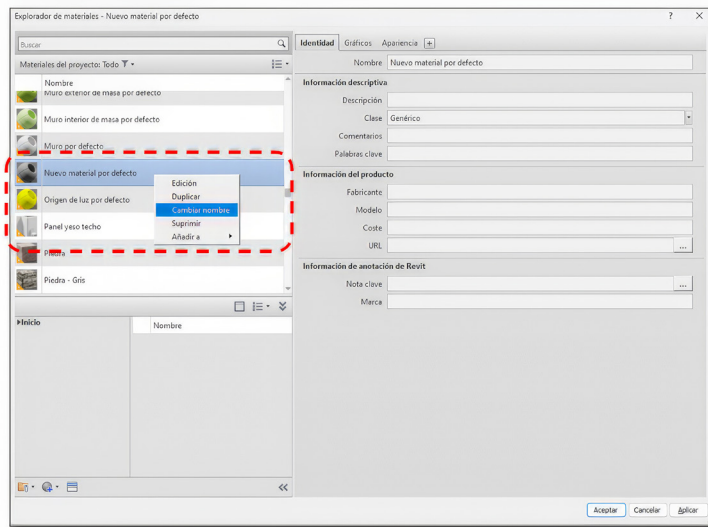 Explorador de materiales - Nuevo material por defecto
? X
Buscar
Materiales del proyecto: Todo
Nombre
Muro exterior de masa por defecto
Muro interior de masa por defecto
Muro por defecto
Nuevo material por defecto
Origen de luz por defecto
Panel yeso techo
Piedra
Piedra - Gris
Edición
Duplicar
Cambiar nombre
Suprimir
Añadir a
Inicio
Nombre
Identidad Gráficos Apariencia +
Nombre Nuevo material por defecto
Información descriptiva
Descripción
Clase Genérico
Comentarios
Palabras clave
Información del producto
Fabricante
Modelo
Coste
URL ...
Información de anotación de Revit
Nota clave ...
Marca
Aceptar Cancelar Aplicar